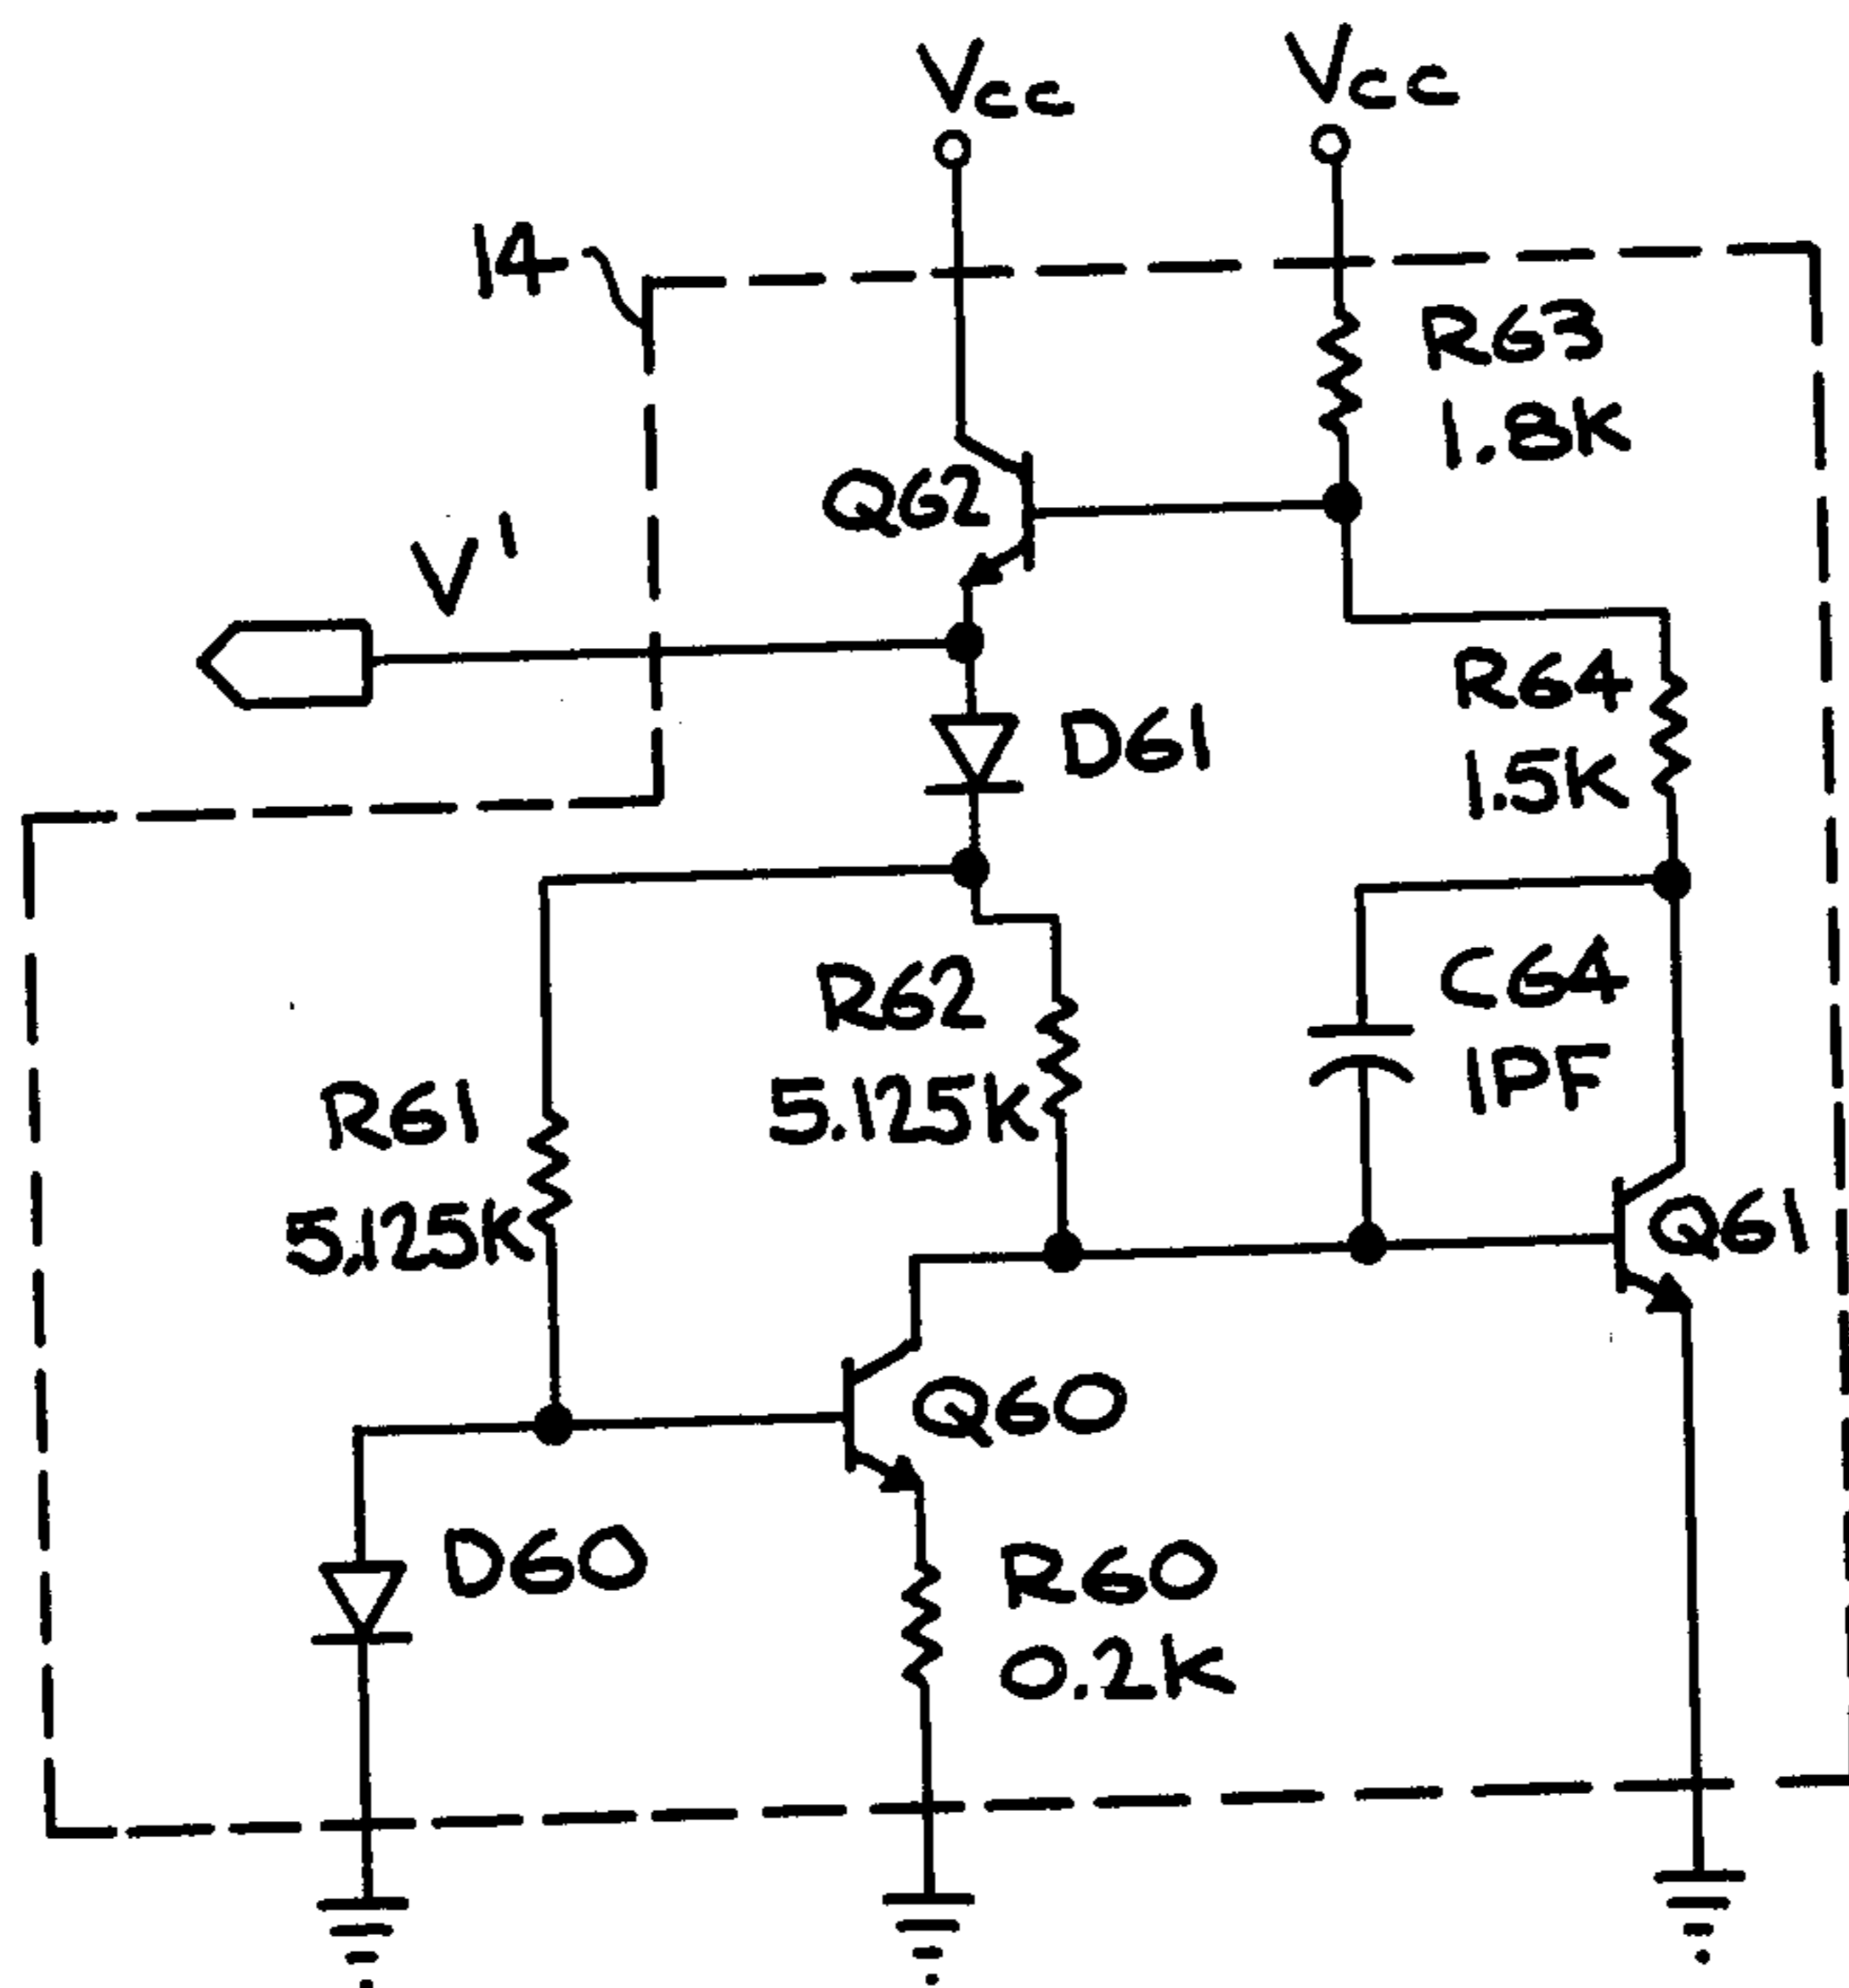 Vcc
Vcc
14
R63
1.8K
Q62
V'
R64
1.5K
D61
R62
5.125K
C64
1PF
R61
5.125K
Q61
Q60
D60
R60
0.2K